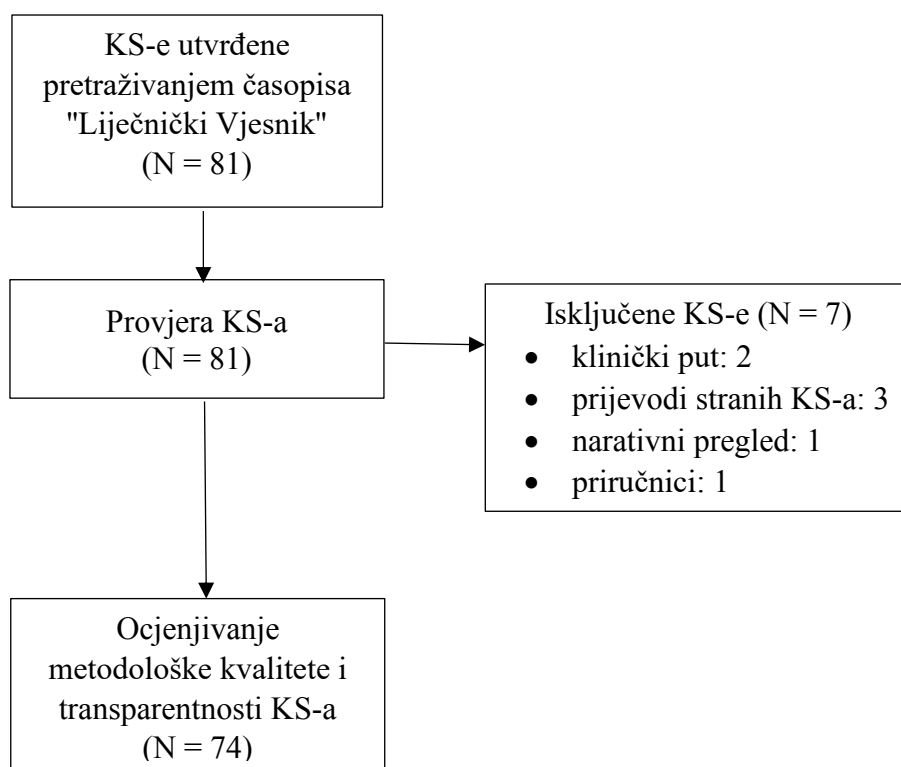 KS-e utvrđene
pretraživanjem časopisa
"Liječnički Vjesnik"
(N = 81)
Provjera KS-a
(N = 81)
Isključene KS-e (N = 7)
• klinički put: 2
• prijevodi stranih KS-a: 3
• narativni pregled: 1
• priručnici: 1
Ocjenjivanje
metodološke kvalitete i
transparentnosti KS-a
(N = 74)